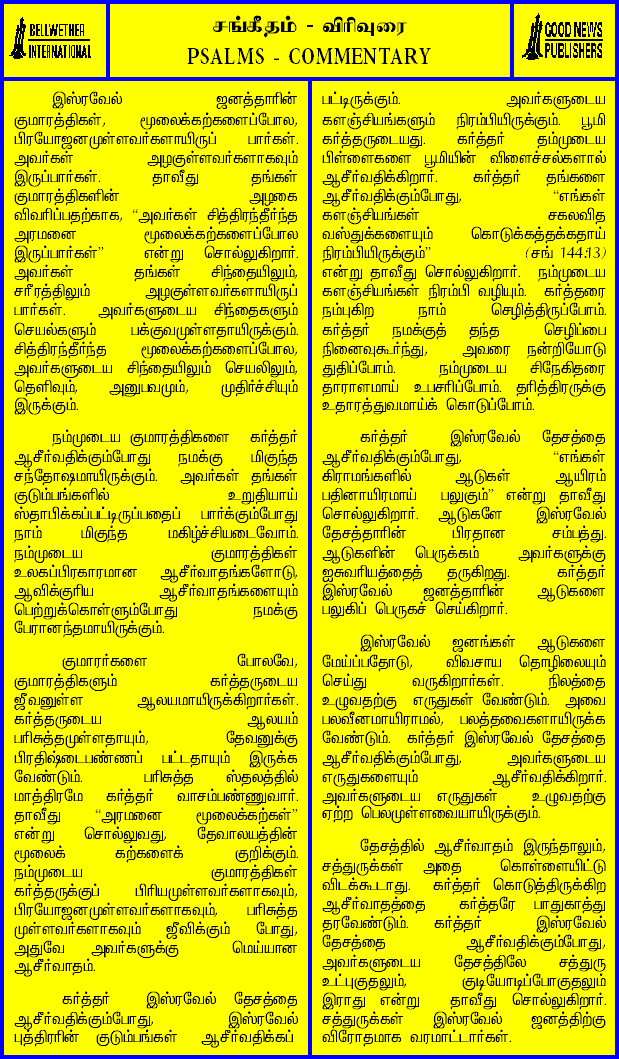 BELLWETHER
INTERNATIONAL
சங்கீதம் - விரிவுரை
PSALMS - COMMENTARY
GOOD NEWS
PUBLISHERS
இஸ்ரவேல் ஜனத்தாரின்
குமாரத்திகள், மூலைக்கற்களைப்போல,
பிரயோஜனமுள்ளவர்களாயிருப் பார்கள்.
அவர்கள் அழகுள்ளவர்களாகவும்
இருப்பார்கள். தாவீது தங்கள்
குமாரத்திகளின் அழகை
விவரிப்பதற்காக, “அவர்கள் சித்திரந்தீர்ந்த
அரமனை மூலைக்கற்களைப்போல
இருப்பார்கள்” என்று சொல்லுகிறார்.
அவர்கள் தங்கள் சிந்தையிலும்,
சரீரத்திலும் அழகுள்ளவர்களாயிருப்
பார்கள். அவர்களுடைய சிந்தைகளும்
செயல்களும் பக்குவமுள்ளதாயிருக்கும்.
சித்திரந்தீர்ந்த மூலைக்கற்களைப்போல,
அவர்களுடைய சிந்தையிலும் செயலிலும்,
தெளிவும், அனுபவமும், முதிர்ச்சியும்
இருக்கும்.
நம்முடைய குமாரத்திகளை கர்த்தர்
ஆசீர்வதிக்கும்போது நமக்கு மிகுந்த
சந்தோஷமாயிருக்கும். அவர்கள் தங்கள்
குடும்பங்களில் உறுதியாய்
ஸ்தாபிக்கப்பட்டிருப்பதைப் பார்க்கும்போது
நாம் மிகுந்த மகிழ்ச்சியடைவோம்.
நம்முடைய குமாரத்திகள்
உலகப்பிரகாரமான ஆசீர்வாதங்களோடு,
ஆவிக்குரிய ஆசீர்வாதங்களையும்
பெற்றுக்கொள்ளும்போது நமக்கு
பேரானந்தமாயிருக்கும்.
குமாரர்களை போலவே,
குமாரத்திகளும் கர்த்தருடைய
ஜீவனுள்ள ஆலயமாயிருக்கிறார்கள்.
கர்த்தருடைய ஆலயம்
பரிசுத்தமுள்ளதாயும், தேவனுக்கு
பிரதிஷ்டைபண்ணப் பட்டதாயும் இருக்க
வேண்டும். பரிசுத்த ஸ்தலத்தில்
மாத்திரமே கர்த்தர் வாசம்பண்ணுவார்.
தாவீது “அரமனை மூலைக்கற்கள்”
என்று சொல்லுவது, தேவாலயத்தின்
மூலைக் கற்களைக் குறிக்கும்.
நம்முடைய குமாரத்திகள்
கர்த்தருக்குப் பிரியமுள்ளவர்களாகவும்,
பிரயோஜனமுள்ளவர்களாகவும், பரிசுத்த
முள்ளவர்களாகவும் ஜீவிக்கும் போது,
அதுவே அவர்களுக்கு மெய்யான
ஆசீர்வாதம்.
கர்த்தர் இஸ்ரவேல் தேசத்தை
ஆசீர்வதிக்கும்போது, இஸ்ரவேல்
புத்திரரின் குடும்பங்கள் ஆசீர்வதிக்கப்
பட்டிருக்கும். அவர்களுடைய
களஞ்சியங்களும் நிரம்பியிருக்கும். பூமி
கர்த்தருடையது. கர்த்தர் தம்முடைய
பிள்ளைகளை பூமியின் விளைச்சல்களால்
ஆசீர்வதிக்கிறார். கர்த்தர் தங்களை
ஆசீர்வதிக்கும்போது, “எங்கள்
களஞ்சியங்கள் சகலவித
வஸ்துக்களையும் கொடுக்கத்தக்கதாய்
நிரம்பியிருக்கும்” (சங் 144:13)
என்று தாவீது சொல்லுகிறார். நம்முடைய
களஞ்சியங்கள் நிரம்பி வழியும். கர்த்தரை
நம்புகிற நாம் செழித்திருப்போம்.
கர்த்தர் நமக்குத் தந்த செழிப்பை
நினைவுகூர்ந்து, அவரை நன்றியோடு
துதிப்போம். நம்முடைய சிநேகிதரை
தாராளமாய் உபசரிப்போம். தரித்திரருக்கு
உதாரத்துவமாய்க் கொடுப்போம்.
கர்த்தர் இஸ்ரவேல் தேசத்தை
ஆசீர்வதிக்கும்போது, “எங்கள்
கிராமங்களில் ஆடுகள் ஆயிரம்
பதினாயிரமாய் பலுகும்” என்று தாவீது
சொல்லுகிறார். ஆடுகளே இஸ்ரவேல்
தேசத்தாரின் பிரதான சம்பத்து.
ஆடுகளின் பெருக்கம் அவர்களுக்கு
ஐசுவரியத்தைத் தருகிறது. கர்த்தர்
இஸ்ரவேல் ஜனத்தாரின் ஆடுகளை
பலுகிப் பெருகச் செய்கிறார்.
இஸ்ரவேல் ஜனங்கள் ஆடுகளை
மேய்ப்பதோடு, விவசாய தொழிலையும்
செய்து வருகிறார்கள். நிலத்தை
உழுவதற்கு எருதுகள் வேண்டும். அவை
பலவீனமாயிராமல், பலத்தவைகளாயிருக்க
வேண்டும். கர்த்தர் இஸ்ரவேல் தேசத்தை
ஆசீர்வதிக்கும்போது, அவர்களுடைய
எருதுகளையும் ஆசீர்வதிக்கிறார்.
அவர்களுடைய எருதுகள் உழுவதற்கு
ஏற்ற பெலமுள்ளவையாயிருக்கும்.
தேசத்தில் ஆசீர்வாதம் இருந்தாலும்,
சத்துருக்கள் அதை கொள்ளையிட்டு
விடக்கூடாது. கர்த்தர் கொடுத்திருக்கிற
ஆசீர்வாதத்தை கர்த்தரே பாதுகாத்து
தரவேண்டும். கர்த்தர் இஸ்ரவேல்
தேசத்தை ஆசீர்வதிக்கும்போது,
அவர்களுடைய தேசத்திலே சத்துரு
உட்புகுதலும், குடியோடிப்போகுதலும்
இராது என்று தாவீது சொல்லுகிறார்.
சத்துருக்கள் இஸ்ரவேல் ஜனத்திற்கு
விரோதமாக வரமாட்டார்கள்.